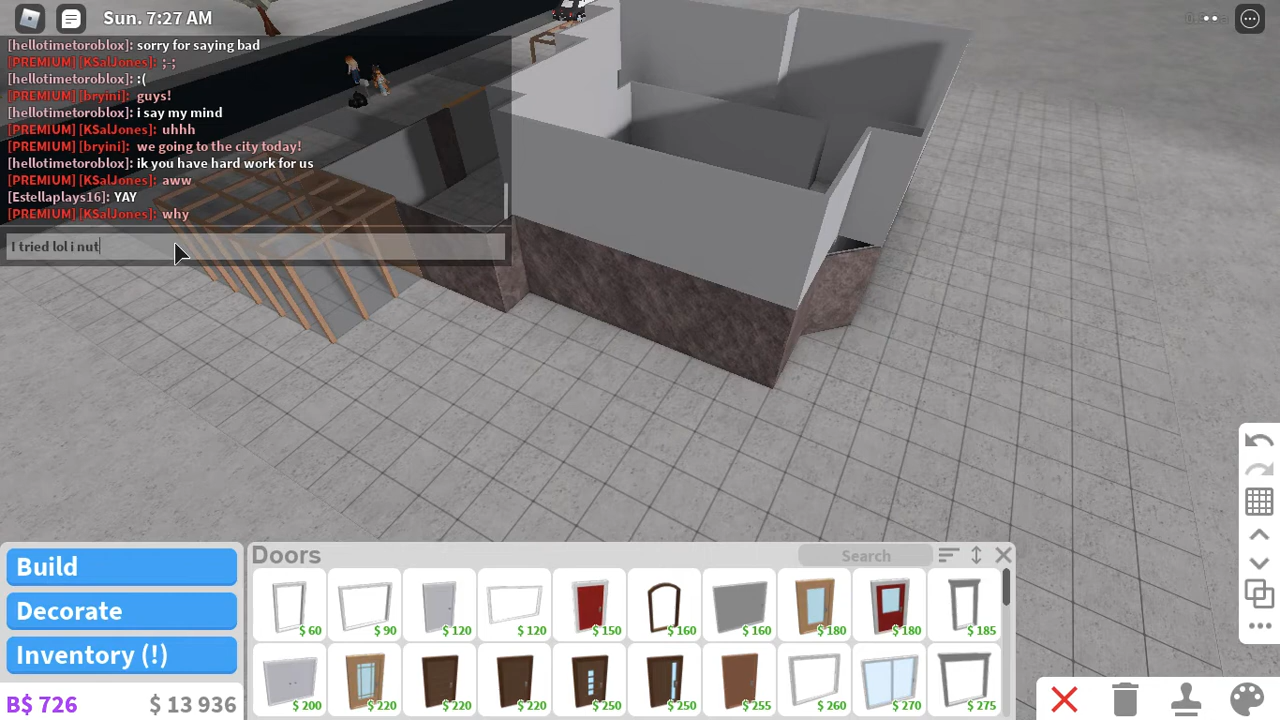 Sun. 7:27 AM
[hellotimetoroblox]: sorry for saying bad
[PREMIUM] [KSalJones]: ;-;
[hellotimetoroblox]: :(
[PREMIUM] [bryini]: guys!
[hellotimetoroblox]: i say my mind
[PREMIUM] [KSalJones]: uhhh
[PREMIUM] [bryini]: we going to the city today!
[hellotimetoroblox]: ik you have hard work for us
[PREMIUM] [KSalJones]: aww
[Estellaplays16]: YAY
[PREMIUM] [KSalJones]: why
I tried lol i nut
Build
Decorate
Inventory (!)
B$ 726 $ 13 936
Doors Search
$ 60 $ 90 $ 120 $ 120 $ 150 $ 160 $ 160 $ 180 $ 180 $ 185
$ 200 $ 220 $ 220 $ 220 $ 250 $ 250 $ 255 $ 260 $ 270 $ 275